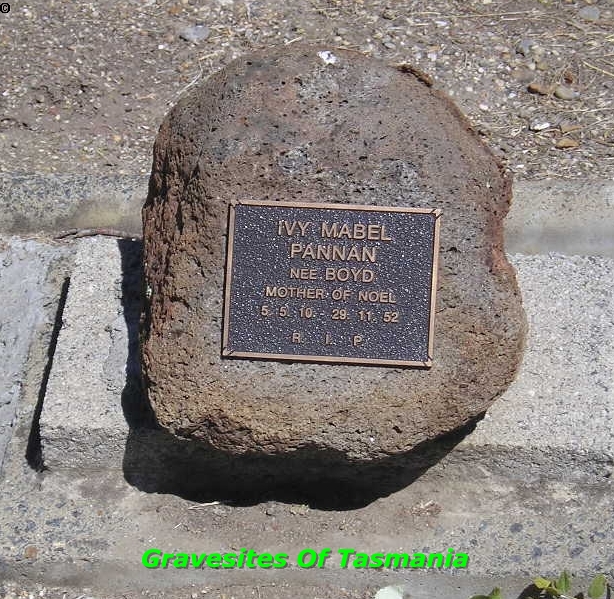 ©
IVY MABEL
PANNAN
NEE BOYD
MOTHER OF NOEL
5. 5. 10. - 29. 11. 52
R. I. P.
Gravesites Of Tasmania